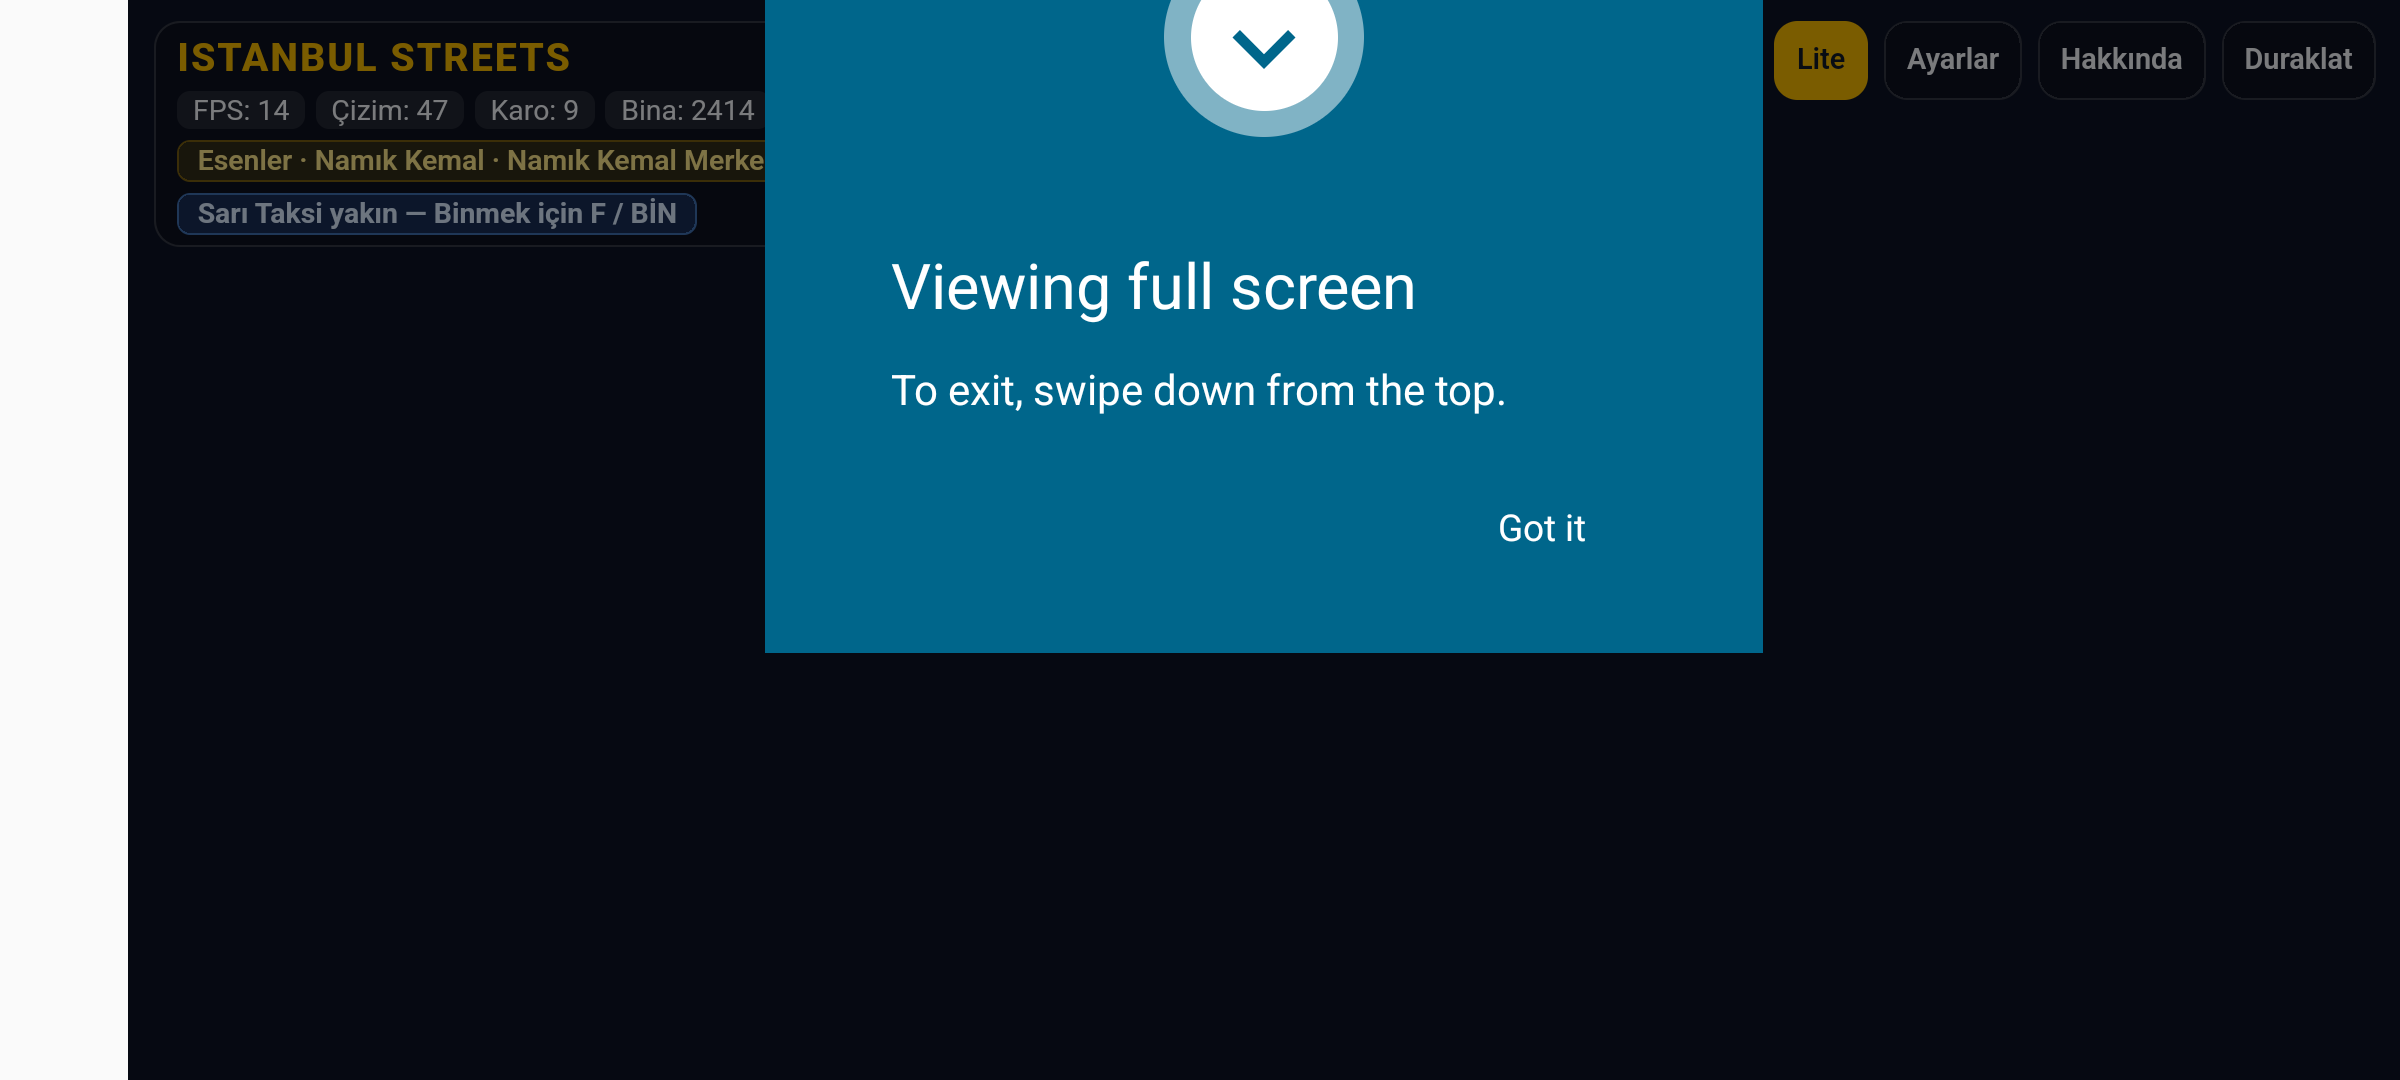 ISTANBUL STREETS
FPS: 14 Çizim: 47 Karo: 9 Bina: 2414
Esenler · Namık Kemal · Namık Kemal Merke
Sarı Taksi yakın — Binmek için F / BİN
Lite Ayarlar Hakkında Duraklat
Viewing full screen
To exit, swipe down from the top.
Got it